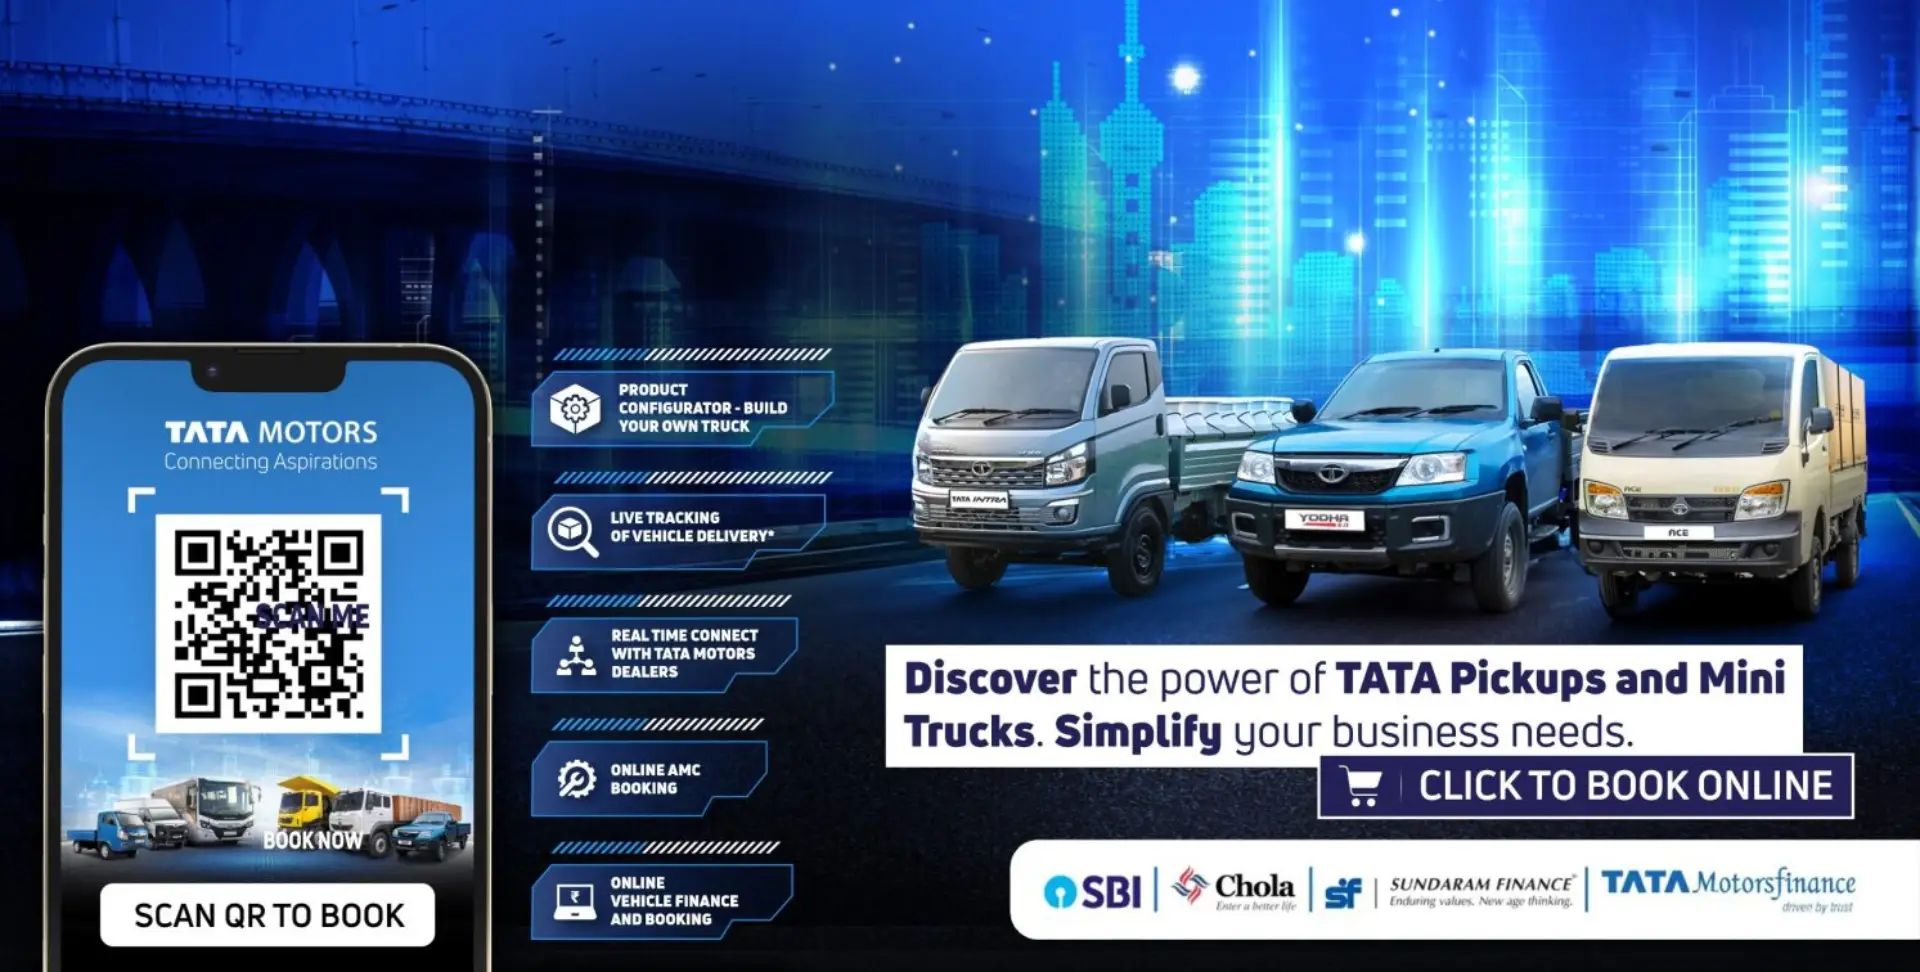 TATA MOTORS
Connecting Aspirations
SCAN ME
BOOK NOW
SCAN QR TO BOOK
PRODUCT
CONFIGURATOR - BUILD
YOUR OWN TRUCK
LIVE TRACKING
OF VEHICLE DELIVERY*
REAL TIME CONNECT
WITH TATA MOTORS
DEALERS
ONLINE AMC
BOOKING
₹
ONLINE
VEHICLE FINANCE
AND BOOKING
TATA INTRA
YODHA
ACE
ACE
Discover the power of TATA Pickups and Mini
Trucks. Simplify your business needs.
CLICK TO BOOK ONLINE
SBI
Chola
Enter a better life
sf
SUNDARAM FINANCE
Enduring values. New age thinking.
TATA Motorsfinance
driven by trust